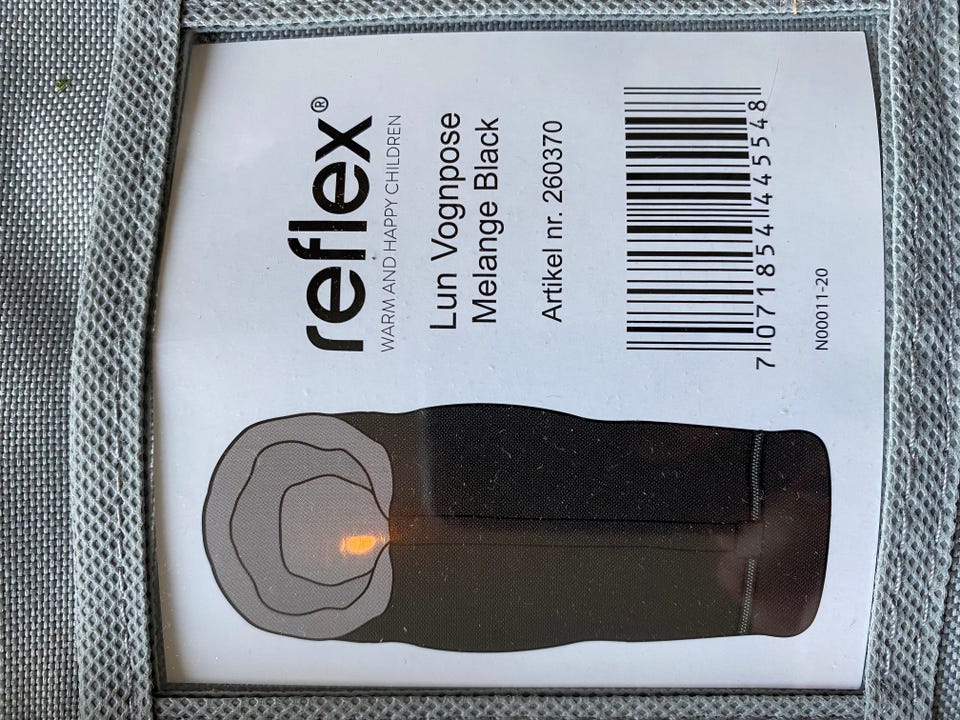 reflex®
WARM AND HAPPY CHILDREN
Lun Vognpose
Melange Black
Artikel nr. 260370
7 071854 445548
N00011-20